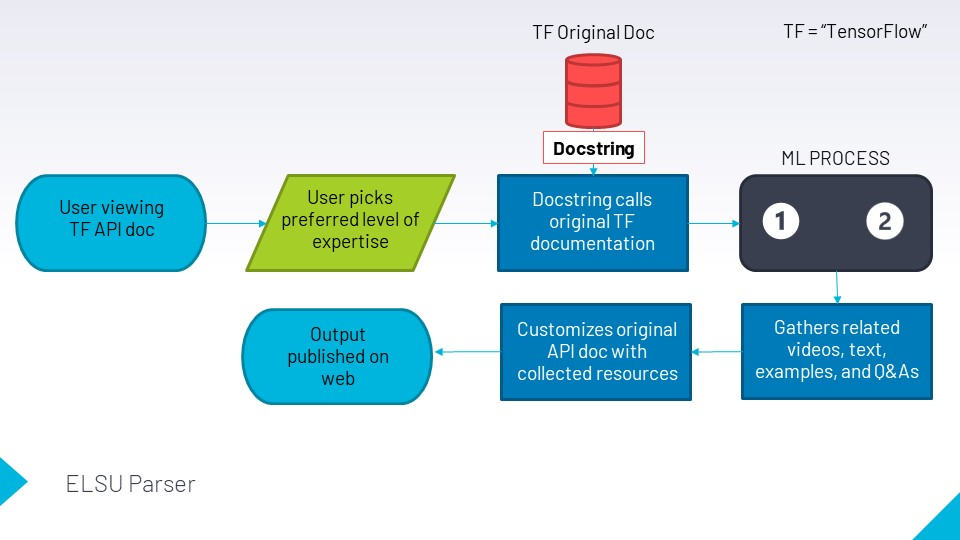 TF Original Doc
TF = “TensorFlow”
Docstring
ML PROCESS
User viewing
TF API doc
User picks
preferred level of
expertise
Docstring calls
original TF
documentation
1
2
Output
published on
web
Customizes original
API doc with
collected resources
Gathers related
videos, text,
examples, and Q&As
ELSU Parser